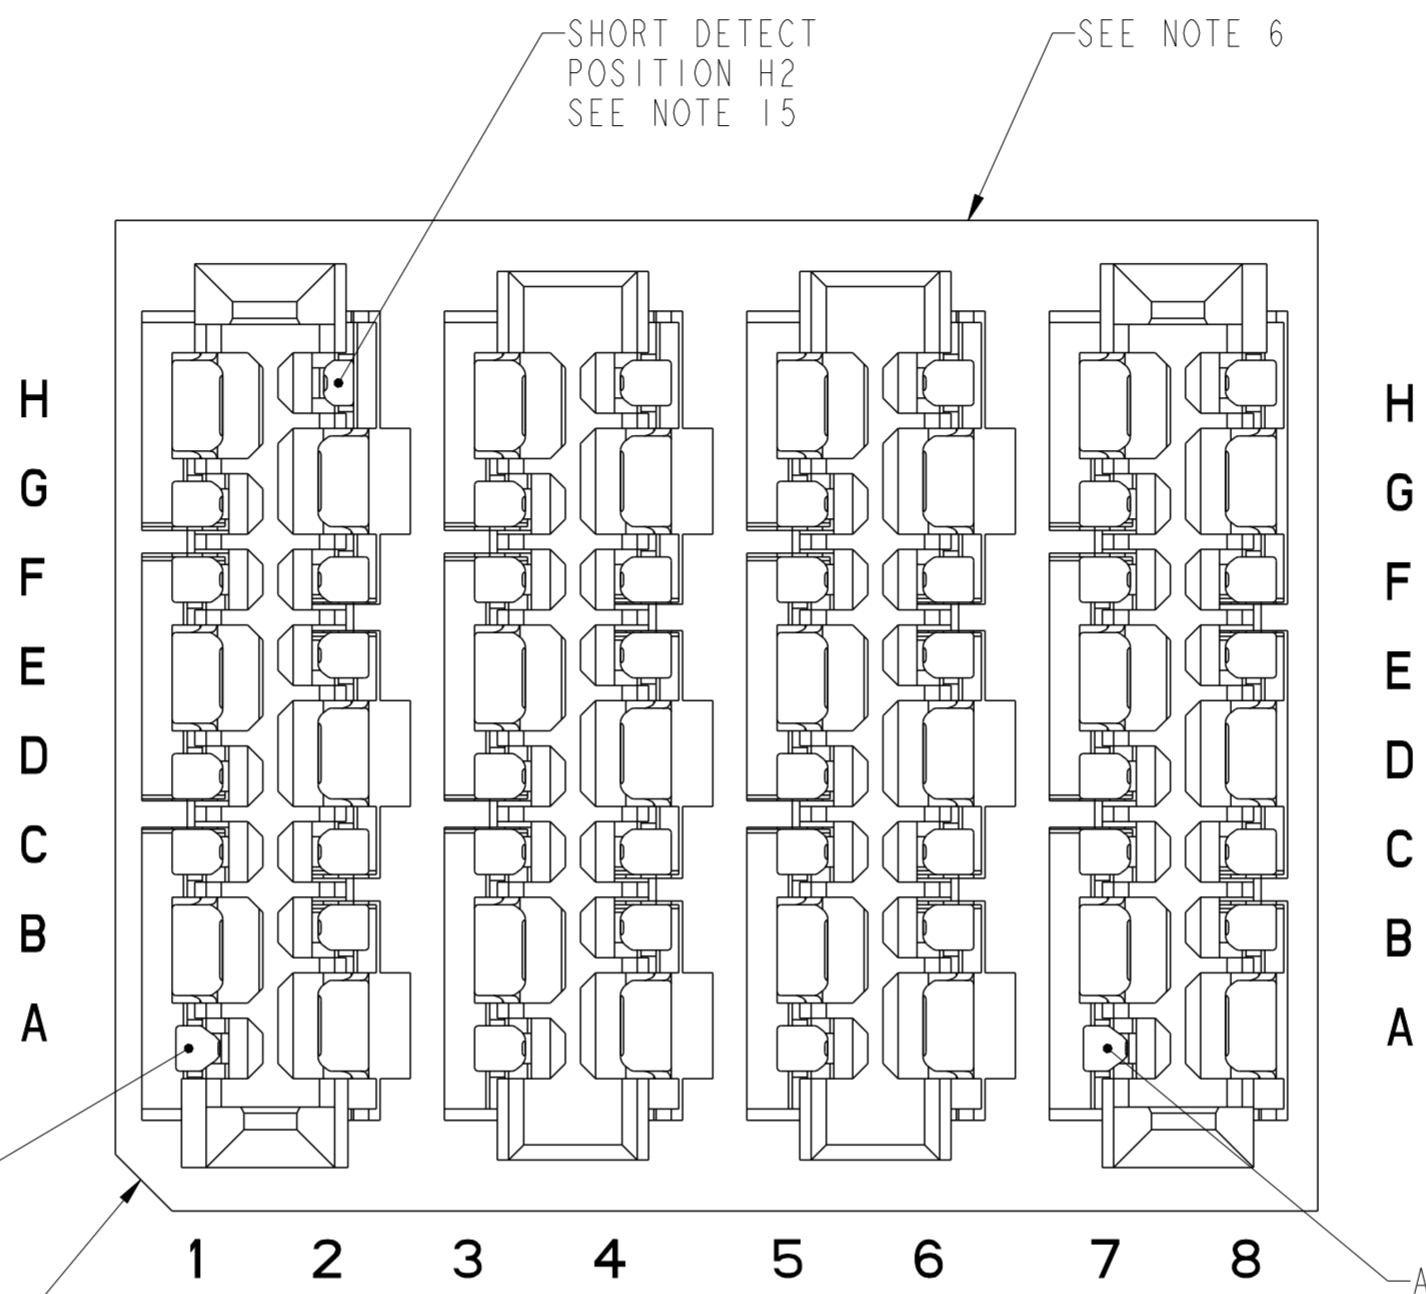 SHORT DETECT
POSITION H2
SEE NOTE 15
SEE NOTE 6
H H
G G
F F
E E
D D
C C
B B
A A
1 2 3 4 5 6 7 8
A